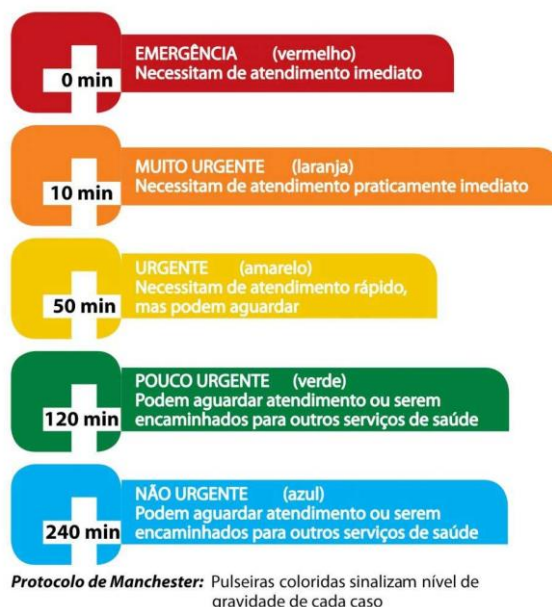 EMERGÊNCIA (vermelho)
Necessitam de atendimento imediato
0 min
MUITO URGENTE (laranja)
Necessitam de atendimento praticamente imediato
10 min
URGENTE (amarelo)
Necessitam de atendimento rápido,
mas podem aguardar
50 min
POUCO URGENTE (verde)
Podem aguardar atendimento ou serem
encaminhados para outros serviços de saúde
120 min
NÃO URGENTE (azul)
Podem aguardar atendimento ou serem
encaminhados para outros serviços de saúde
240 min
Protocolo de Manchester: Pulseiras coloridas sinalizam nível de
gravidade de cada caso